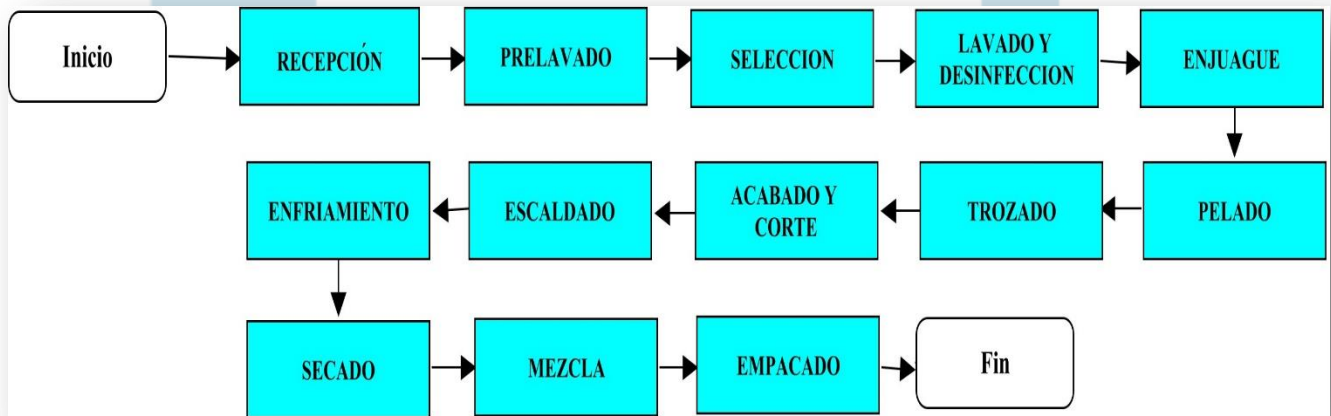 Inicio
RECEPCIÓN
PRELAVADO
SELECCION
LAVADO Y
DESINFECCION
ENJUAGUE
PELADO
TROZADO
ACABADO Y
CORTE
ESCALDADO
ENFRIAMIENTO
SECADO
MEZCLA
EMPACADO
Fin